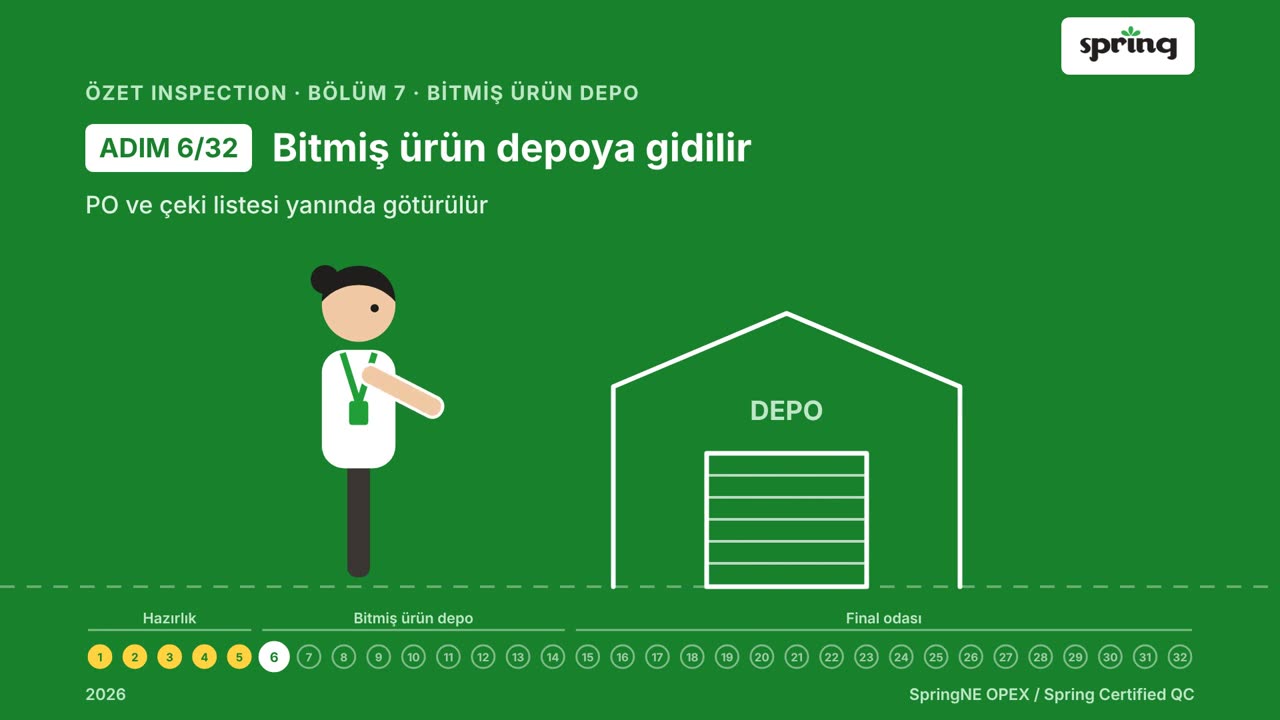 spring
ÖZET INSPECTION · BÖLÜM 7 · BİTMİŞ ÜRÜN DEPO
ADIM 6/32 Bitmiş ürün depoya gidilir
PO ve çeki listesi yanında götürülür
DEPO
Hazırlık Bitmiş ürün depo Final odası
1 2 3 4 5 6 7 8 9 10 11 12 13 14 15 16 17 18 19 20 21 22 23 24 25 26 27 28 29 30 31 32
2026 SpringNE OPEX / Spring Certified QC